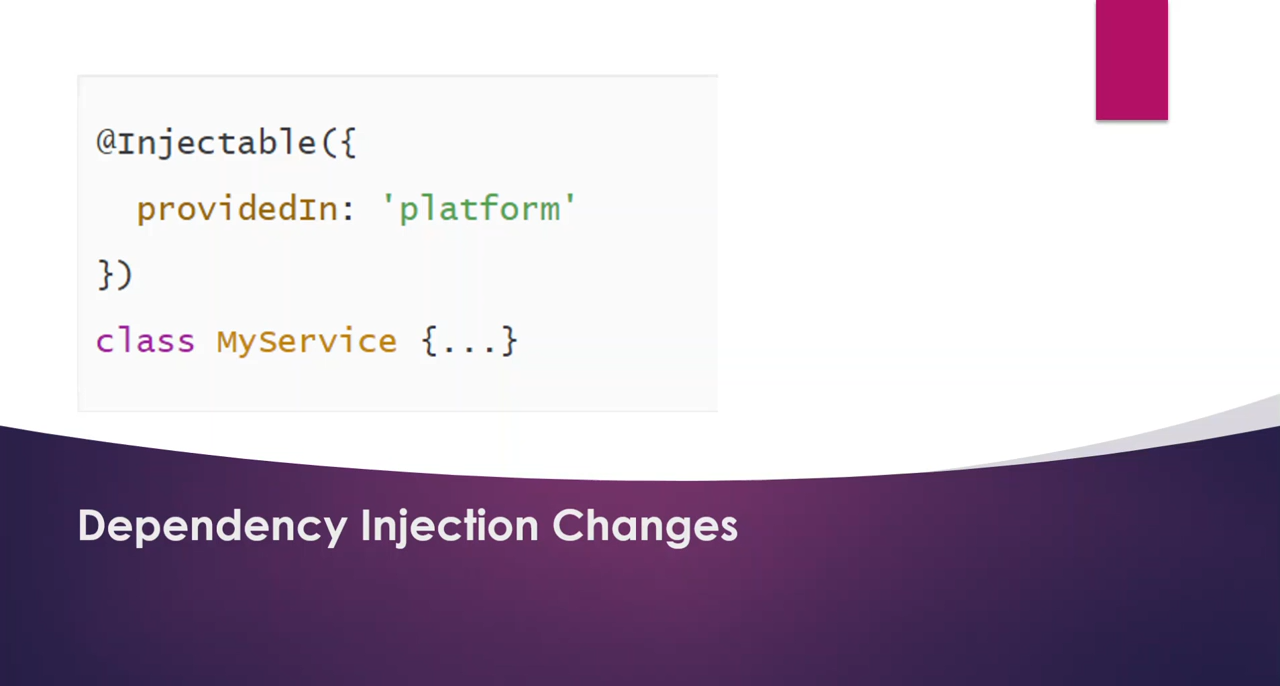 @Injectable({
  providedIn: 'platform'
})
class MyService {...}
Dependency Injection Changes